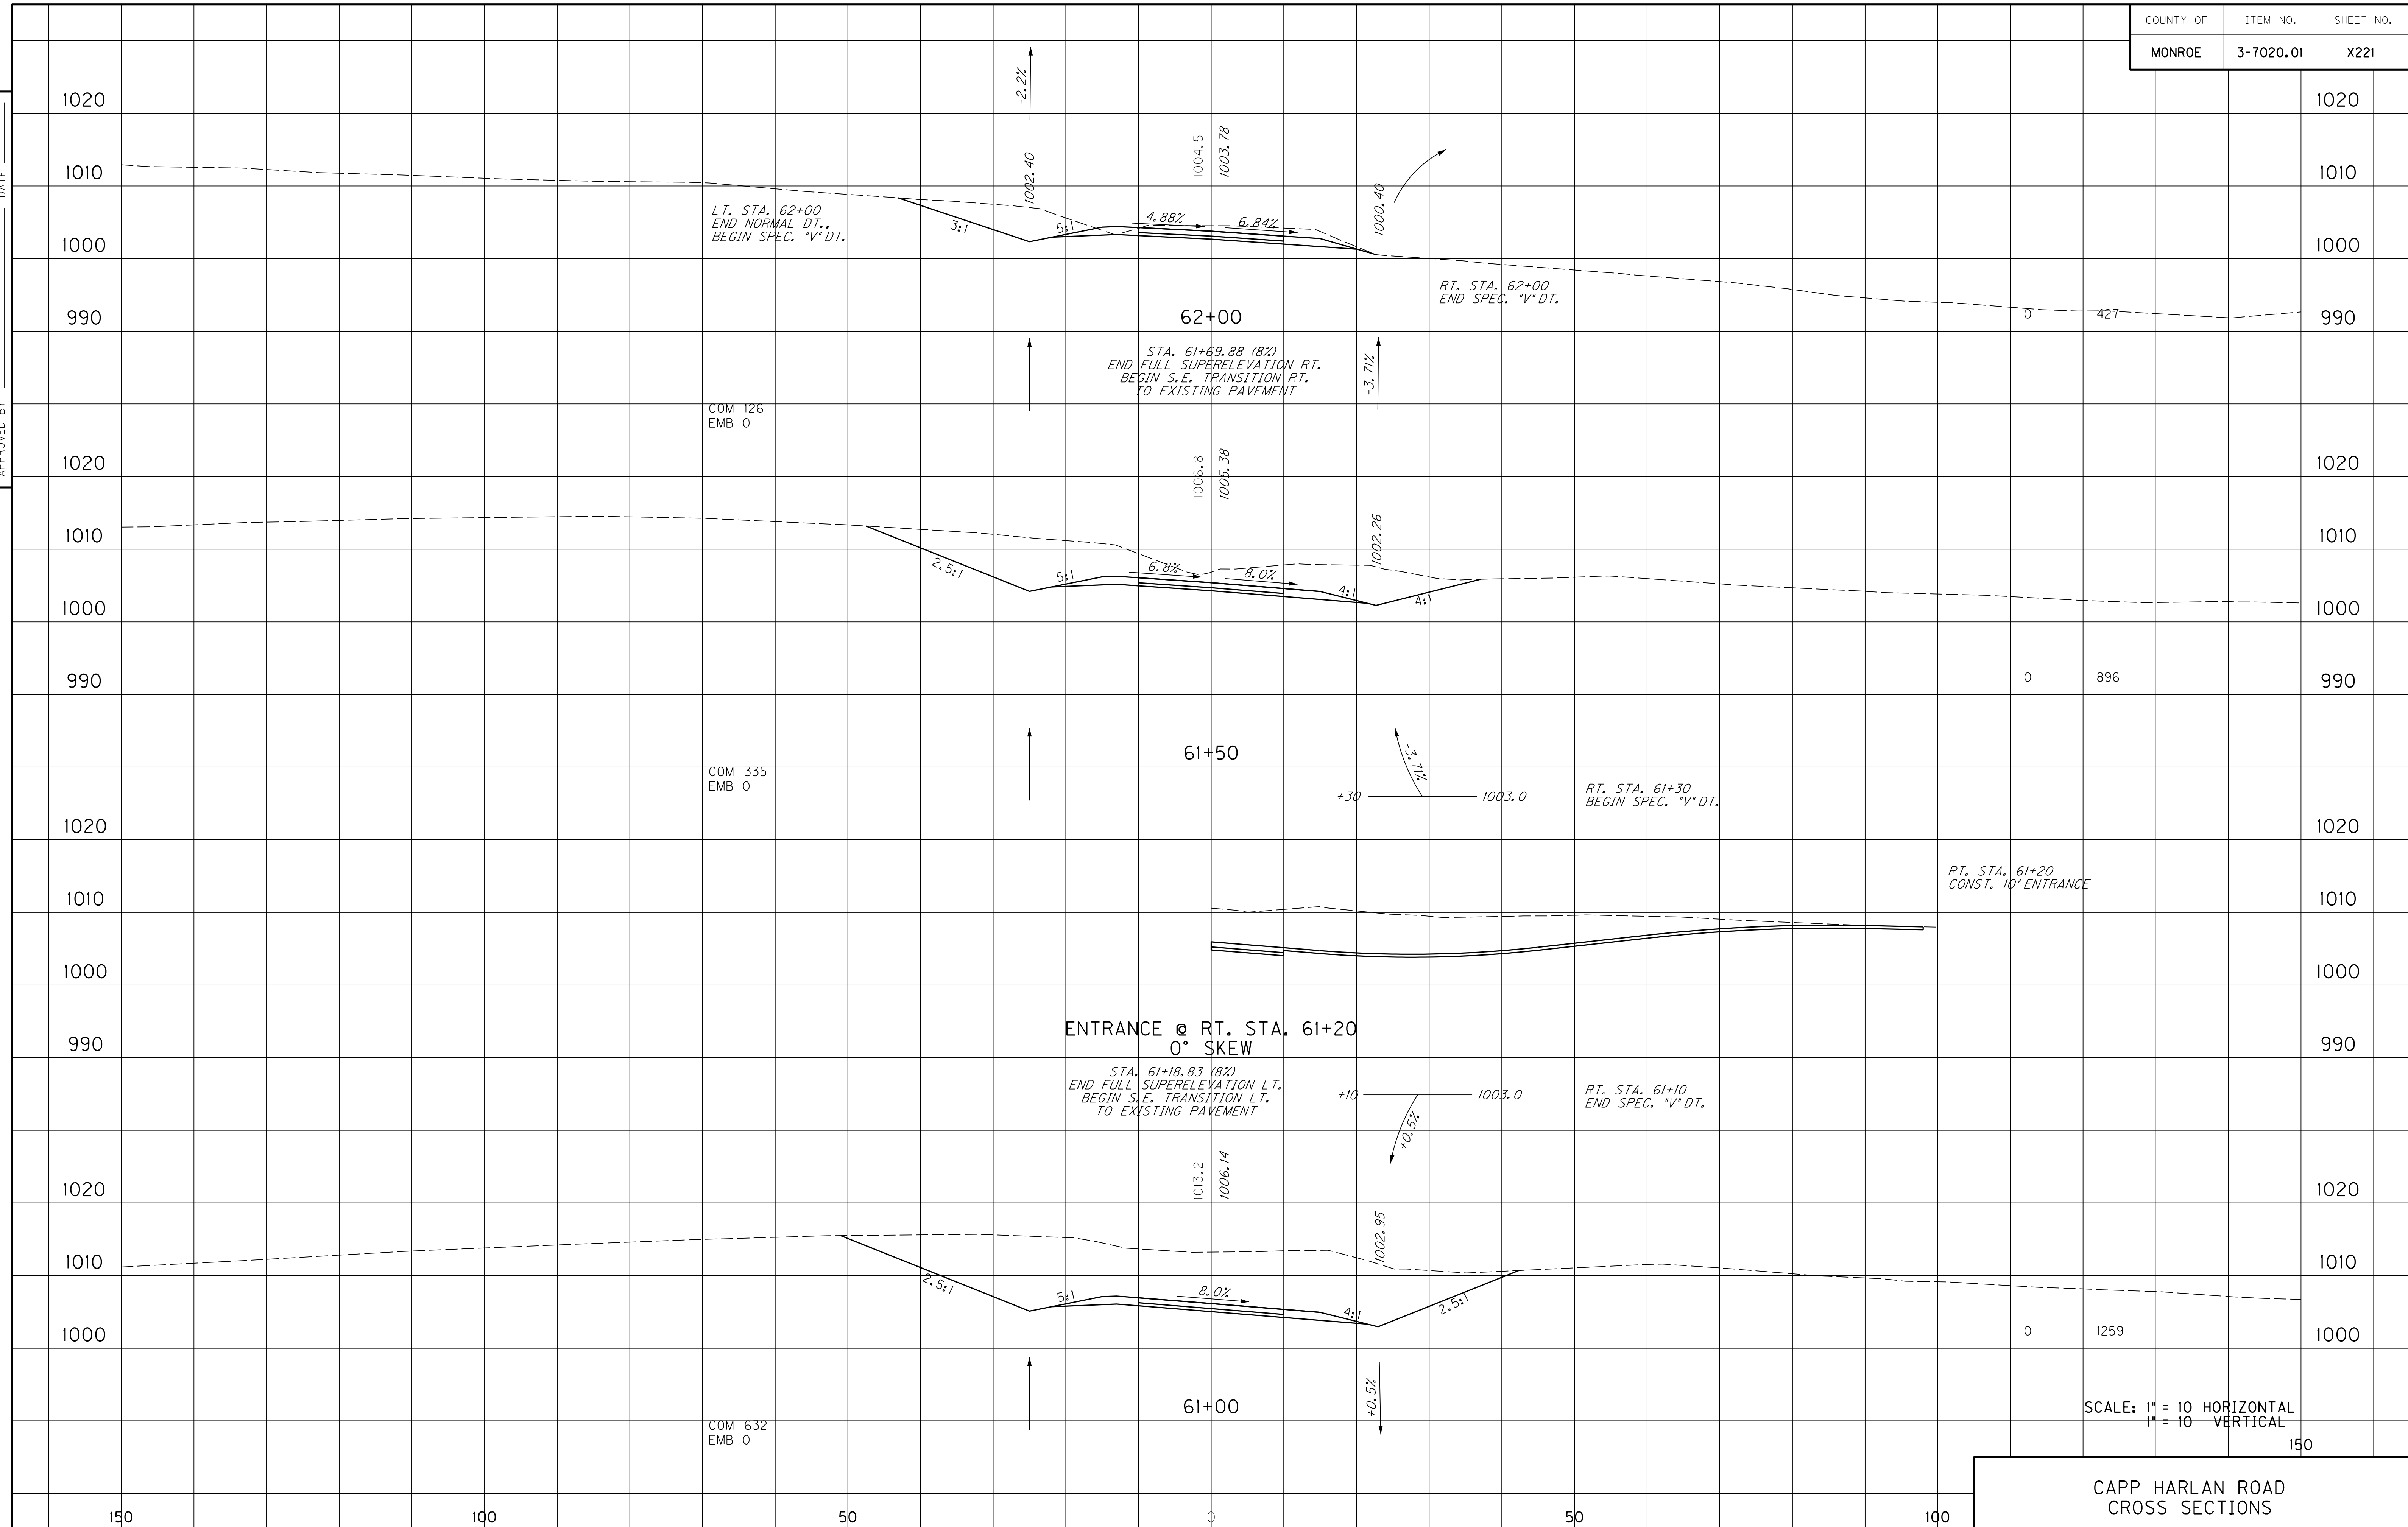 COUNTY OF ITEM NO. SHEET NO.
MONROE 3-7020.01 X221
APPROVED BY DATE
-2.2%
1020 1020
1004.5 1003.78
1002.40
1010 1010
1000.40
LT. STA. 62+00
END NORMAL DT.,
BEGIN SPEC. "V" DT.
3:1 5:1 4.88% 6.84%
1000 1000
RT. STA. 62+00
END SPEC. "V" DT.
990 62+00 0 427 990
STA. 61+69.88 (8%)
END FULL SUPERELEVATION RT.
BEGIN S.E. TRANSITION RT.
TO EXISTING PAVEMENT
-3.71%
COM 126
EMB 0
1020 1020
1006.8 1005.38
1010 1002.26 1010
2.5:1 5:1 6.8% 8.0% 4:1 4:1
1000 1000
990 0 896 990
61+50
-3.71%
COM 335
EMB 0
+30 1003.0
RT. STA. 61+30
BEGIN SPEC. "V" DT.
1020 1020
RT. STA. 61+20
CONST. 10' ENTRANCE
1010 1010
1000 1000
ENTRANCE @ RT. STA. 61+20
0° SKEW
990 990
STA. 61+18.83 (8%)
END FULL SUPERELEVATION LT.
BEGIN S.E. TRANSITION LT.
TO EXISTING PAVEMENT
+10 1003.0
RT. STA. 61+10
END SPEC. "V" DT.
+0.5%
1020 1013.2 1006.14 1020
1002.95
1010 1010
2.5:1 5:1 8.0% 4:1 2.5:1
1000 0 1259 1000
61+00
+0.5%
COM 632
EMB 0
SCALE: 1" = 10 HORIZONTAL
1" = 10 VERTICAL
150
CAPP HARLAN ROAD
CROSS SECTIONS
150 100 50 0 50 100